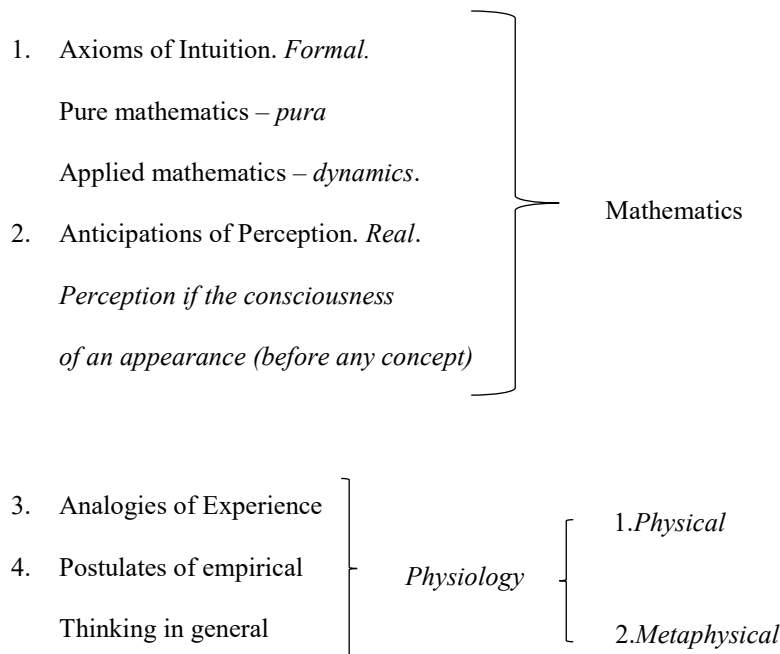 1. Axioms of Intuition. Formal.
Pure mathematics – pura
Applied mathematics – dynamics.
Mathematics
2. Anticipations of Perception. Real.
Perception if the consciousness
of an appearance (before any concept)
3. Analogies of Experience
4. Postulates of empirical
Thinking in general
Physiology
1.Physical
2.Metaphysical